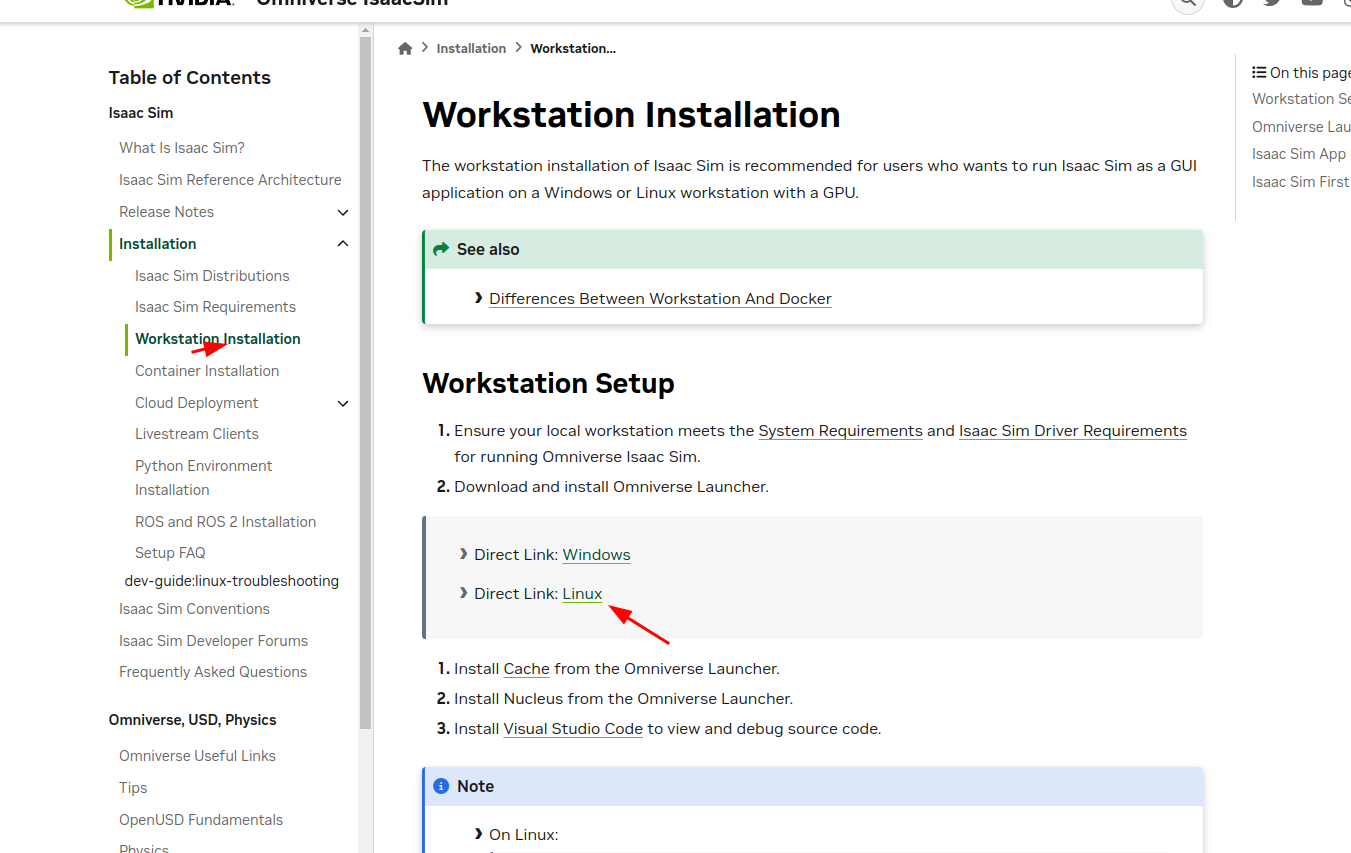 NVIDIA. Omniverse IsaacSim
Table of Contents
Isaac Sim
What Is Isaac Sim?
Isaac Sim Reference Architecture
Release Notes
Installation
Isaac Sim Distributions
Isaac Sim Requirements
Workstation Installation
Container Installation
Cloud Deployment
Livestream Clients
Python Environment
Installation
ROS and ROS 2 Installation
Setup FAQ
dev-guide:linux-troubleshooting
Isaac Sim Conventions
Isaac Sim Developer Forums
Frequently Asked Questions
Omniverse, USD, Physics
Omniverse Useful Links
Tips
OpenUSD Fundamentals
Physics
Installation > Workstation...
Workstation Installation
The workstation installation of Isaac Sim is recommended for users who wants to run Isaac Sim as a GUI
application on a Windows or Linux workstation with a GPU.
See also
Differences Between Workstation And Docker
Workstation Setup
1. Ensure your local workstation meets the System Requirements and Isaac Sim Driver Requirements
for running Omniverse Isaac Sim.
2. Download and install Omniverse Launcher.
Direct Link: Windows
Direct Link: Linux
1. Install Cache from the Omniverse Launcher.
2. Install Nucleus from the Omniverse Launcher.
3. Install Visual Studio Code to view and debug source code.
Note
On Linux:
On this page
Workstation Se
Omniverse Lau
Isaac Sim App
Isaac Sim First